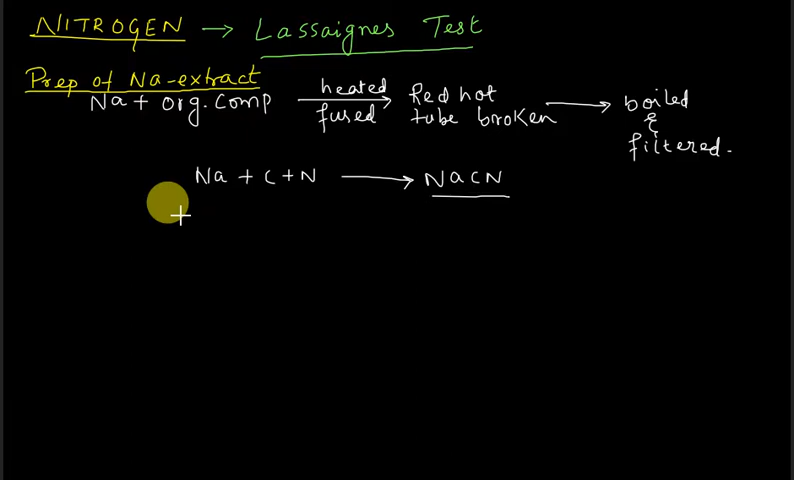 NITROGEN → Lassaignes Test
Prep of Na-extract
Na + org. comp heated fused → Red hot tube broken → boiled & filtered.
Na + C + N → NaCN